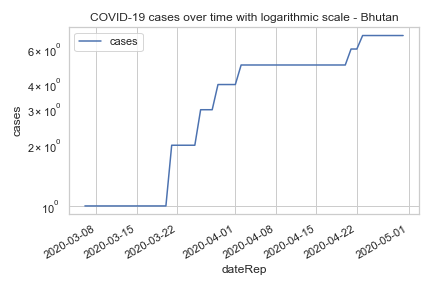 COVID-19 cases over time with logarithmic scale - Bhutan
cases
6 × 10⁰
4 × 10⁰
3 × 10⁰
2 × 10⁰
10⁰
cases
2020-03-08
2020-03-15
2020-03-22
2020-04-01
2020-04-08
2020-04-15
2020-04-22
2020-05-01
dateRep